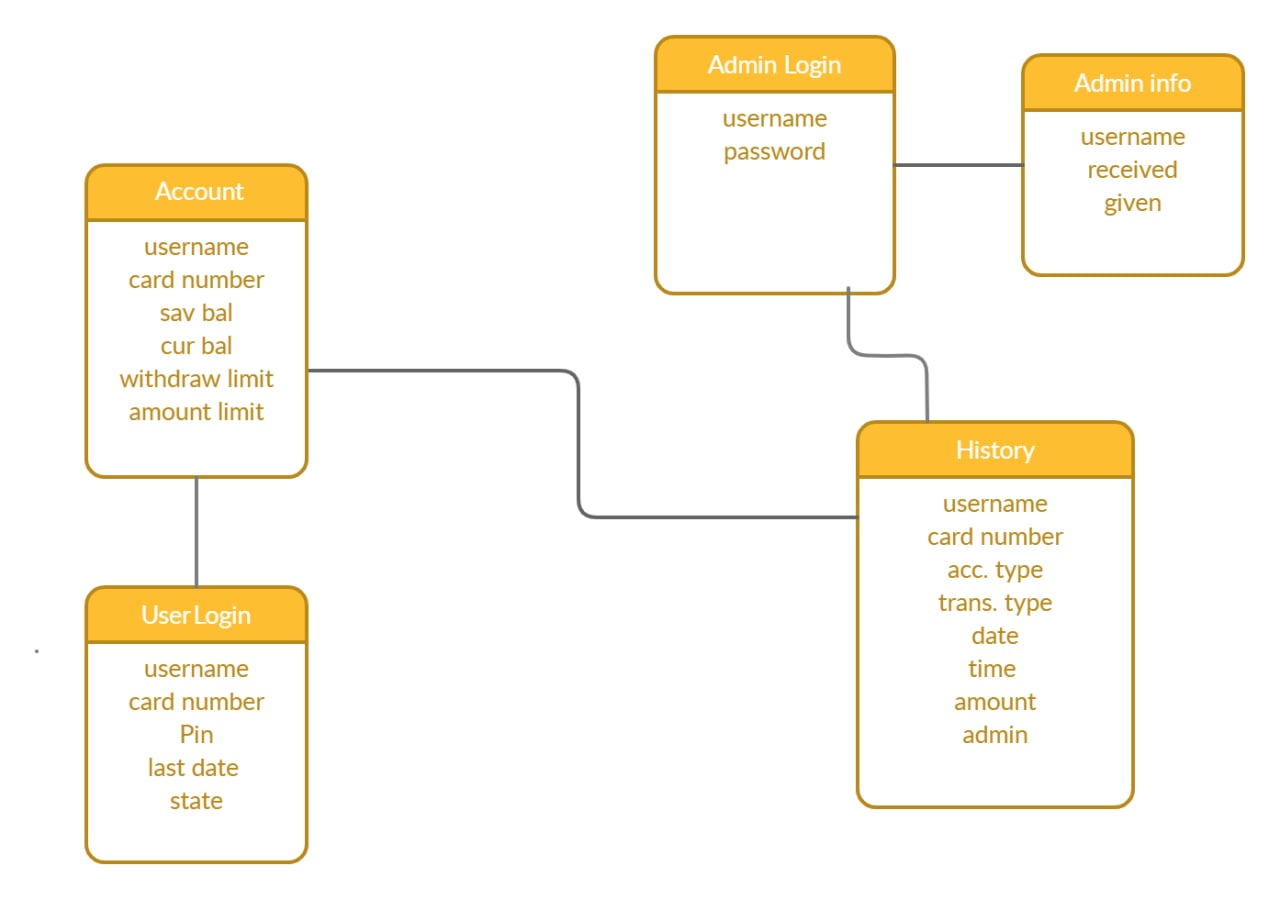 Admin Login
username
password
Admin info
username
received
given
Account
username
card number
sav bal
cur bal
withdraw limit
amount limit
History
username
card number
acc. type
trans. type
date
time
amount
admin
User Login
username
card number
Pin
last date
state